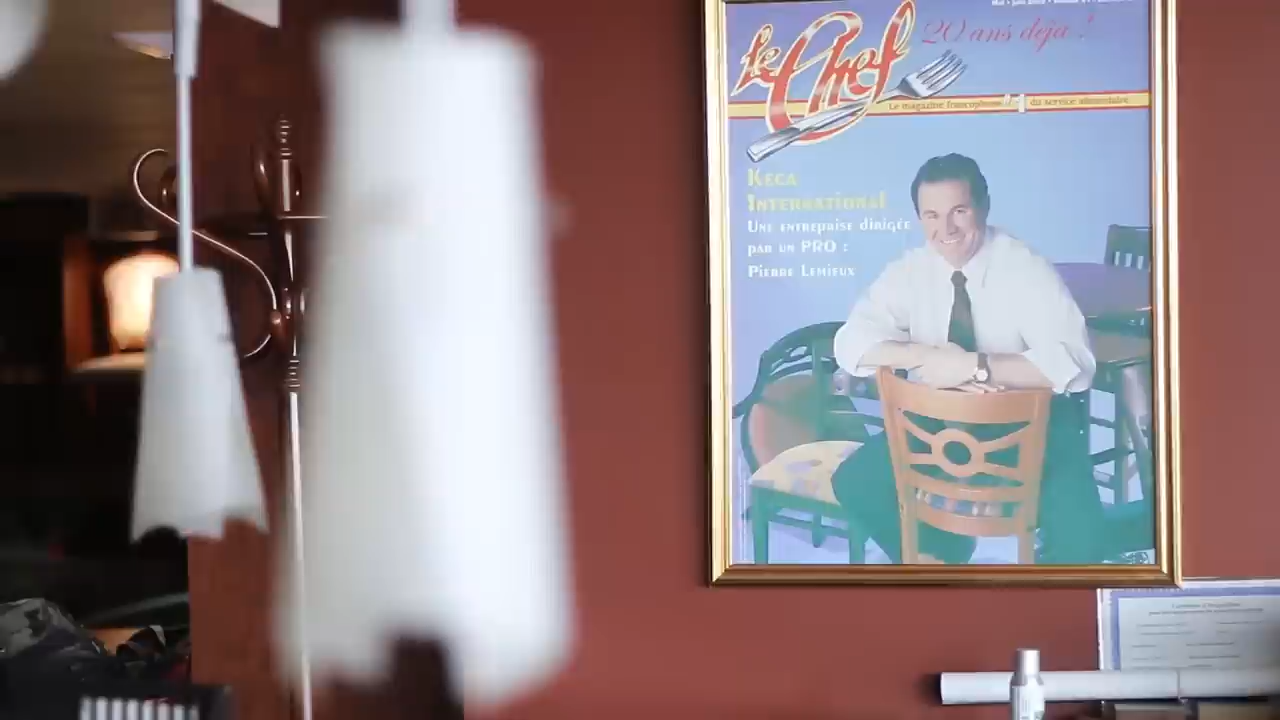 20 ans déjà !
Le Chef
Le magazine francophone #1 du service alimentaire
Keca
International
Une entreprise dirigée
par un PRO :
Pierre Lemieux